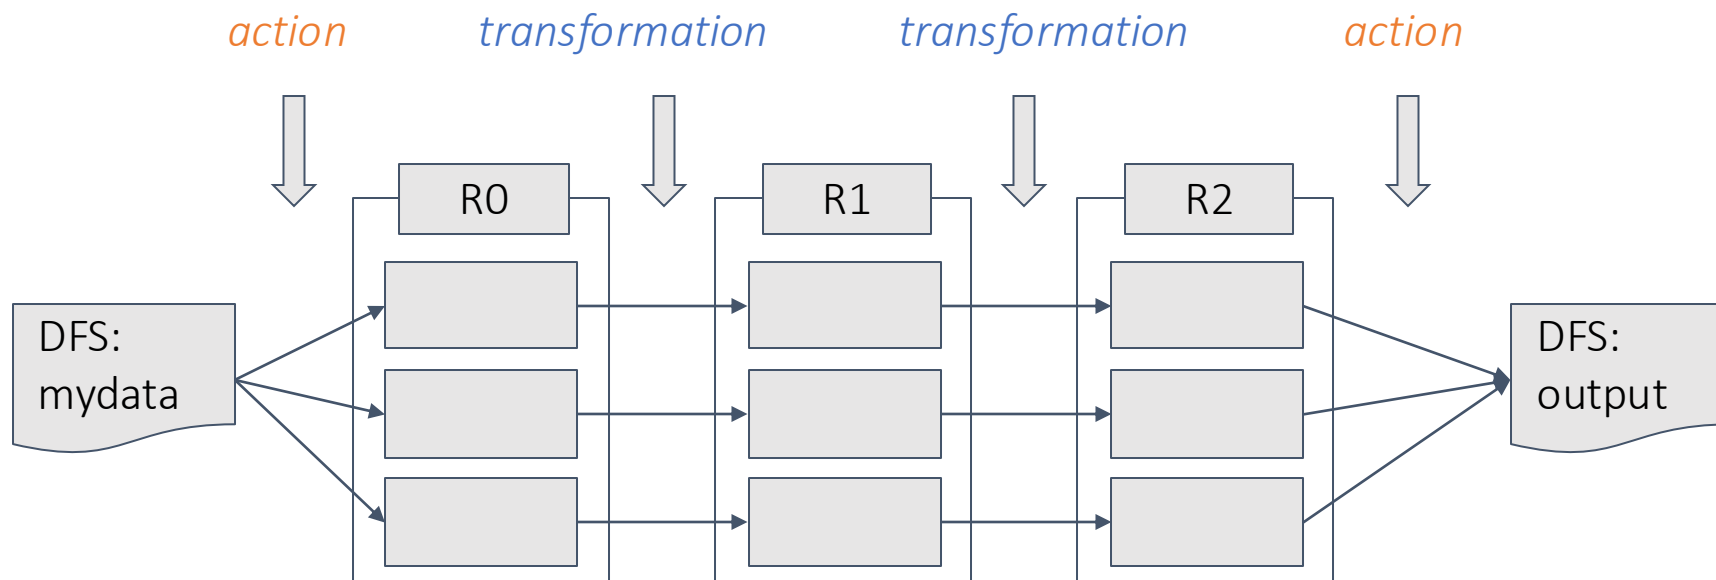 action
transformation
transformation
action
R0
R1
R2
DFS:
mydata
DFS:
output